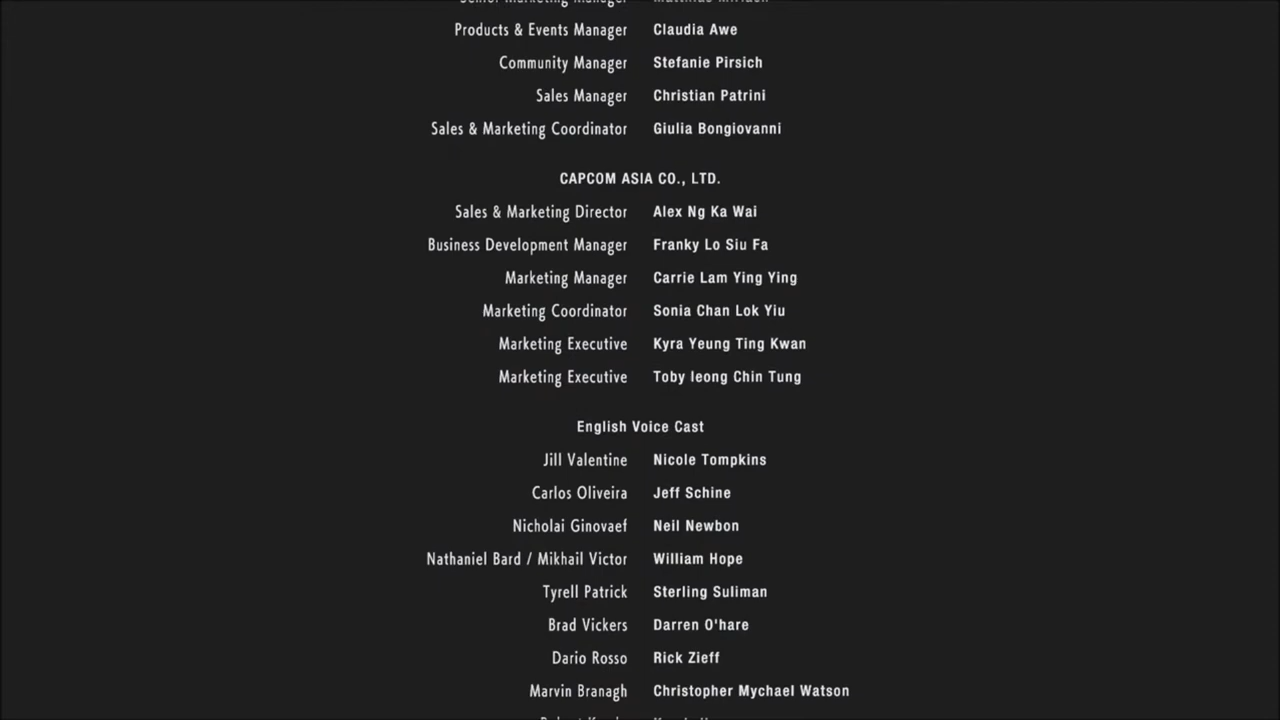 Senior Marketing Manager
Products & Events Manager Claudia Awe
Community Manager Stefanie Pirsich
Sales Manager Christian Patrini
Sales & Marketing Coordinator Giulia Bongiovanni
CAPCOM ASIA CO., LTD.
Sales & Marketing Director Alex Ng Ka Wai
Business Development Manager Franky Lo Siu Fa
Marketing Manager Carrie Lam Ying Ying
Marketing Coordinator Sonia Chan Lok Yiu
Marketing Executive Kyra Yeung Ting Kwan
Marketing Executive Toby Ieong Chin Tung
English Voice Cast
Jill Valentine Nicole Tompkins
Carlos Oliveira Jeff Schine
Nicholai Ginovaef Neil Newbon
Nathaniel Bard / Mikhail Victor William Hope
Tyrell Patrick Sterling Suliman
Brad Vickers Darren O'hare
Dario Rosso Rick Zieff
Marvin Branagh Christopher Mychael Watson